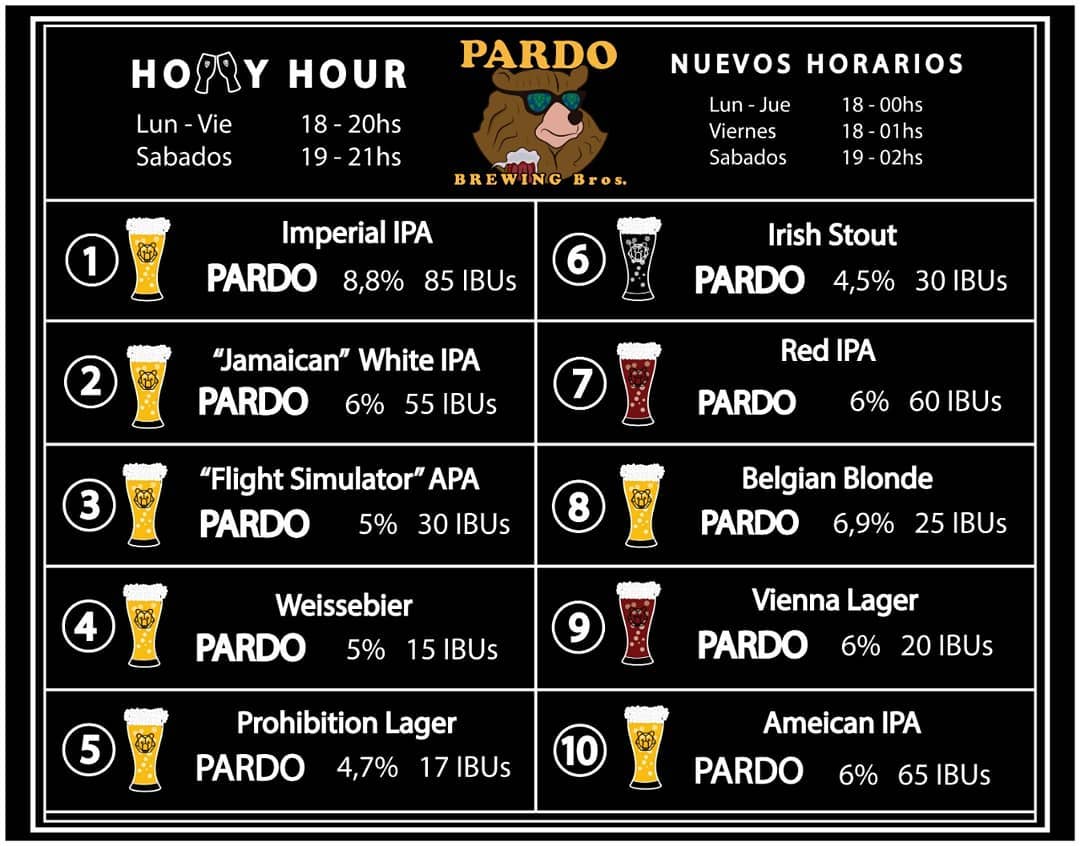 HOPPY HOUR
Lun - Vie 18 - 20hs
Sabados 19 - 21hs
PARDO
BREWING Bros.
NUEVOS HORARIOS
Lun - Jue 18 - 00hs
Viernes 18 - 01hs
Sabados 19 - 02hs
1
Imperial IPA
PARDO 8,8% 85 IBUs
2
“Jamaican” White IPA
PARDO 6% 55 IBUs
3
“Flight Simulator” APA
PARDO 5% 30 IBUs
4
Weissebier
PARDO 5% 15 IBUs
5
Prohibition Lager
PARDO 4,7% 17 IBUs
6
Irish Stout
PARDO 4,5% 30 IBUs
7
Red IPA
PARDO 6% 60 IBUs
8
Belgian Blonde
PARDO 6,9% 25 IBUs
9
Vienna Lager
PARDO 6% 20 IBUs
10
Ameican IPA
PARDO 6% 65 IBUs